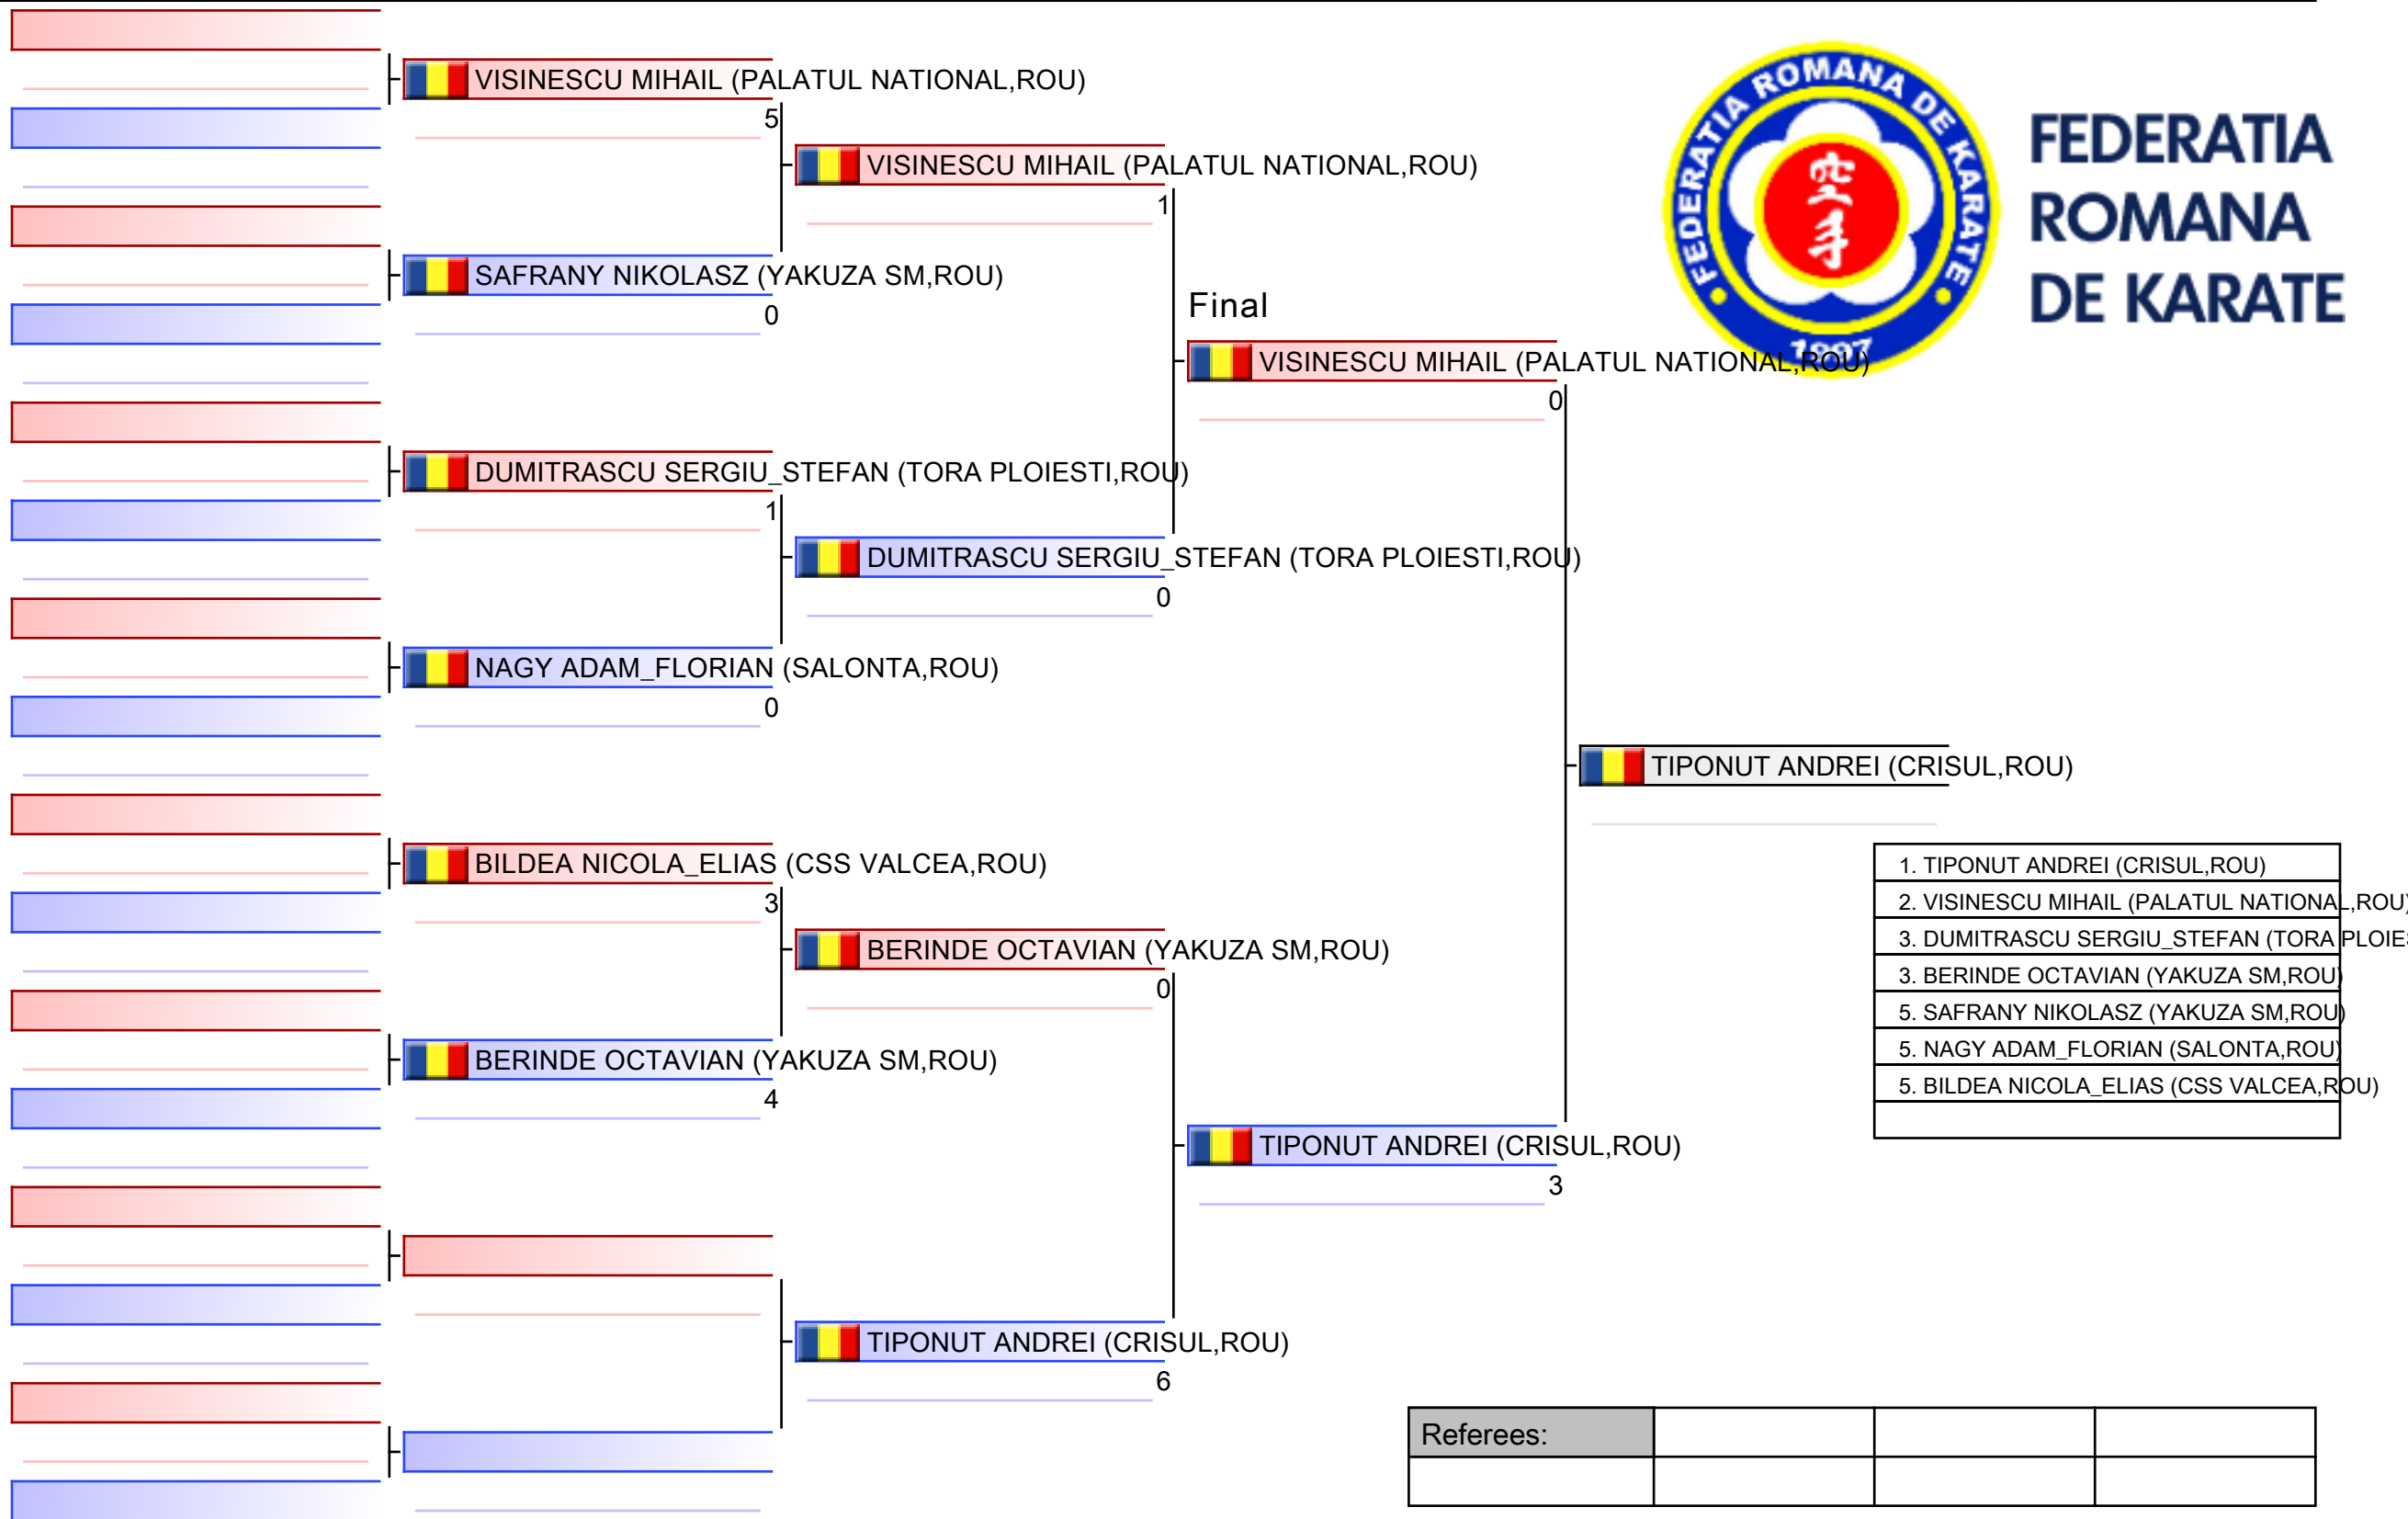 VISINESCU MIHAIL (PALATUL NATIONAL,ROU)
5
VISINESCU MIHAIL (PALATUL NATIONAL,ROU)
1
SAFRANY NIKOLASZ (YAKUZA SM,ROU)
0
FEDERATIA ROMANA DE KARATE
空手
1997
FEDERATIA
ROMANA
DE KARATE
Final
VISINESCU MIHAIL (PALATUL NATIONAL,ROU)
0
DUMITRASCU SERGIU_STEFAN (TORA PLOIESTI,ROU)
1
DUMITRASCU SERGIU_STEFAN (TORA PLOIESTI,ROU)
0
NAGY ADAM_FLORIAN (SALONTA,ROU)
0
TIPONUT ANDREI (CRISUL,ROU)
BILDEA NICOLA_ELIAS (CSS VALCEA,ROU)
3
BERINDE OCTAVIAN (YAKUZA SM,ROU)
0
BERINDE OCTAVIAN (YAKUZA SM,ROU)
4
TIPONUT ANDREI (CRISUL,ROU)
3
TIPONUT ANDREI (CRISUL,ROU)
6
1. TIPONUT ANDREI (CRISUL,ROU)
2. VISINESCU MIHAIL (PALATUL NATIONAL,ROU)
3. DUMITRASCU SERGIU_STEFAN (TORA PLOIES
3. BERINDE OCTAVIAN (YAKUZA SM,ROU)
5. SAFRANY NIKOLASZ (YAKUZA SM,ROU)
5. NAGY ADAM_FLORIAN (SALONTA,ROU)
5. BILDEA NICOLA_ELIAS (CSS VALCEA,ROU)
Referees: